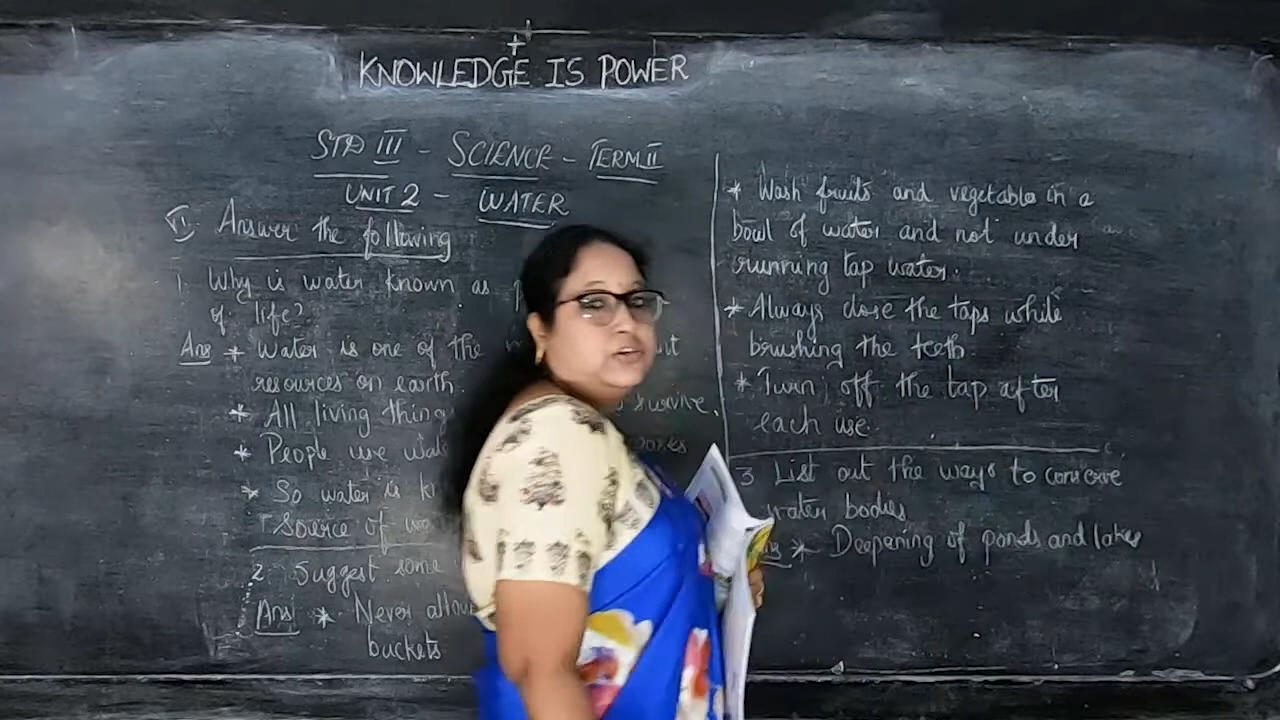 KNOWLEDGE IS POWER
STD III - SCIENCE - TERM II
UNIT 2 - WATER
VI. Answer the following
1. Why is water known as
of life?
Ans * Water is one of the
resources on earth.
* All living things survive.
* People use
* So water is
Source of
2. Suggest some
Ans * Never allow
buckets
* Wash fruits and vegetables in a
bowl of water and not under
running tap water.
* Always close the taps while
brushing the teeth
* Turn off the tap after
each use.
3 List out the ways to conserve
water bodies
Ans * Deepening of ponds and lakes